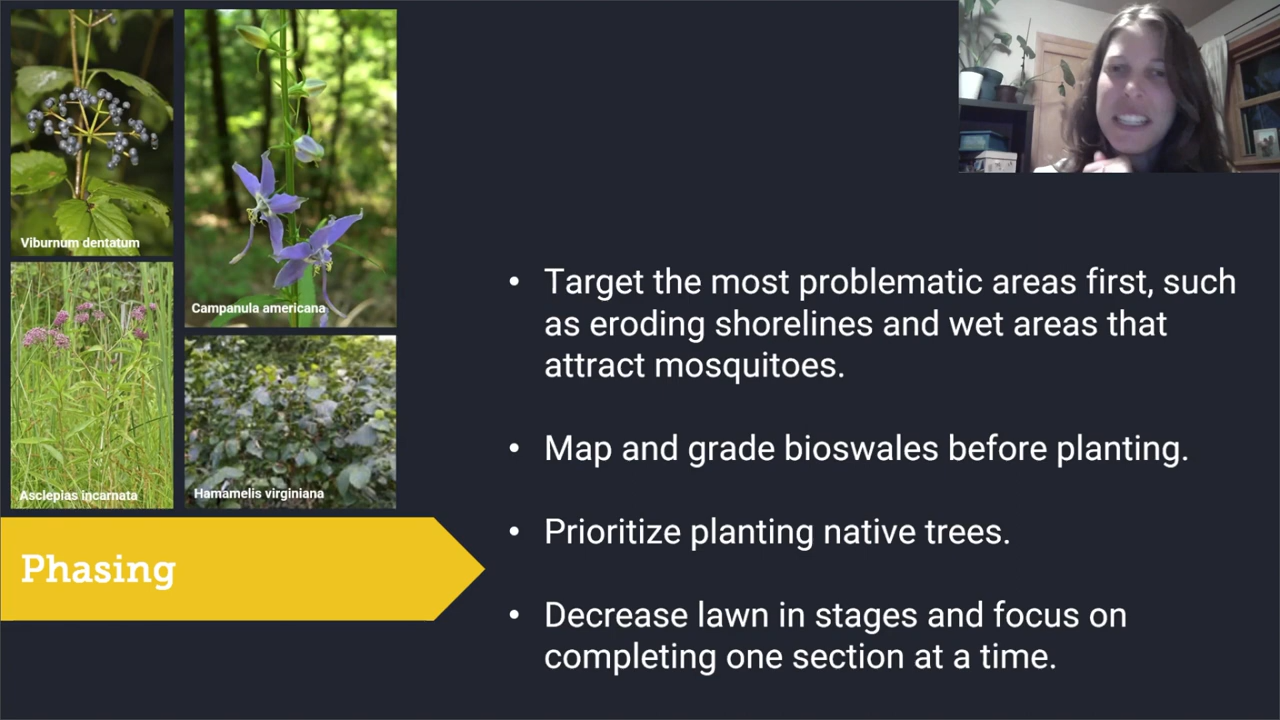 Viburnum dentatum
Campanula americana
Asclepias incarnata
Hamamelis virginiana
Phasing
• Target the most problematic areas first, such
as eroding shorelines and wet areas that
attract mosquitoes.
• Map and grade bioswales before planting.
• Prioritize planting native trees.
• Decrease lawn in stages and focus on
completing one section at a time.